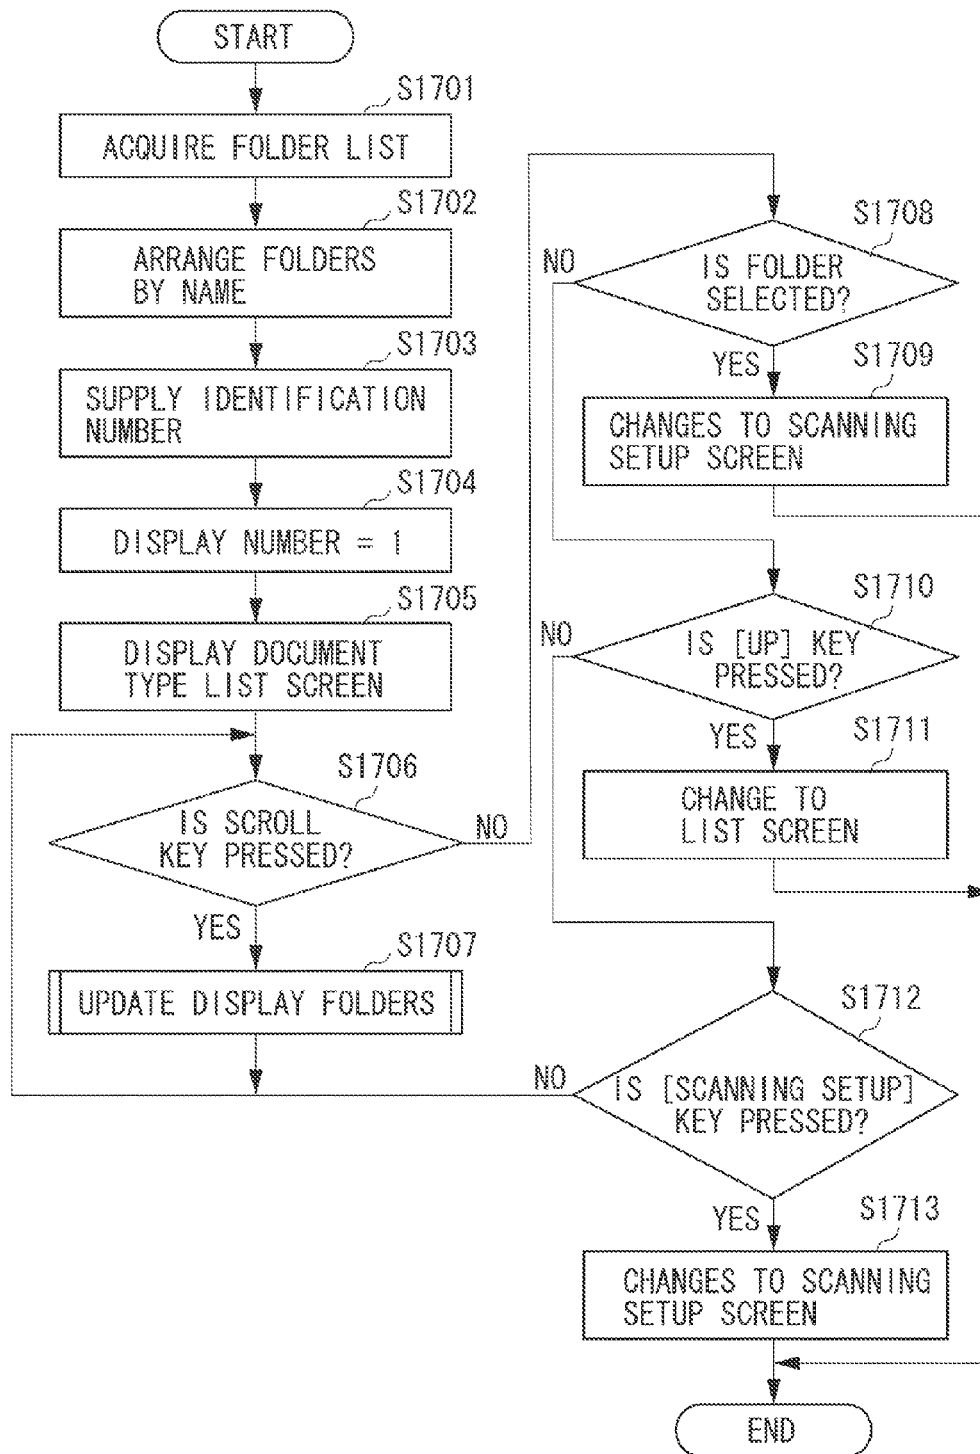 START
S1701
ACQUIRE FOLDER LIST
S1702
ARRANGE FOLDERS
BY NAME
S1703
SUPPLY IDENTIFICATION
NUMBER
S1704
DISPLAY NUMBER = 1
S1705
DISPLAY DOCUMENT
TYPE LIST SCREEN
S1706
IS SCROLL
KEY PRESSED?
NO
YES
S1707
UPDATE DISPLAY FOLDERS
S1708
NO
IS FOLDER
SELECTED?
YES
S1709
CHANGES TO SCANNING
SETUP SCREEN
S1710
NO
IS [UP] KEY
PRESSED?
YES
S1711
CHANGE TO
LIST SCREEN
S1712
NO
IS [SCANNING SETUP]
KEY PRESSED?
YES
S1713
CHANGES TO SCANNING
SETUP SCREEN
END